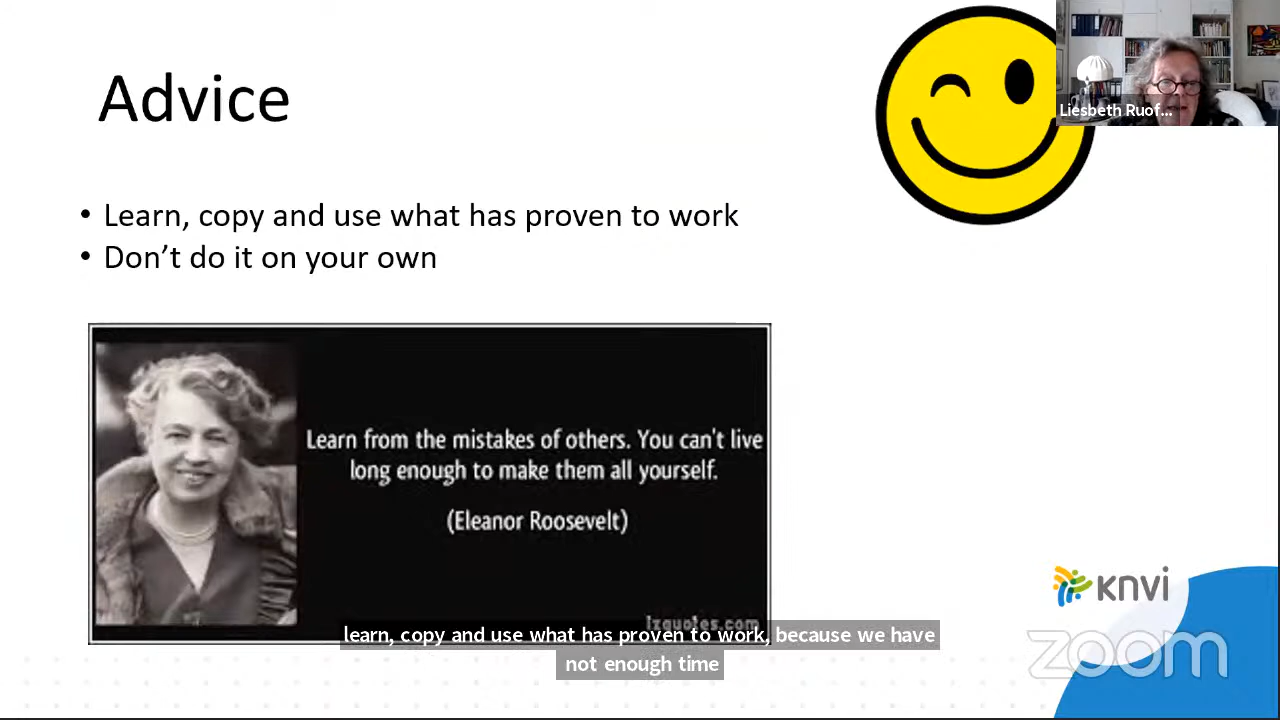 Advice
Liesbeth Ruof...
• Learn, copy and use what has proven to work
• Don't do it on your own
Learn from the mistakes of others. You can't live
long enough to make them all yourself.
(Eleanor Roosevelt)
Izquotes.com
learn, copy and use what has proven to work, because we have
not enough time
knvi
zoom